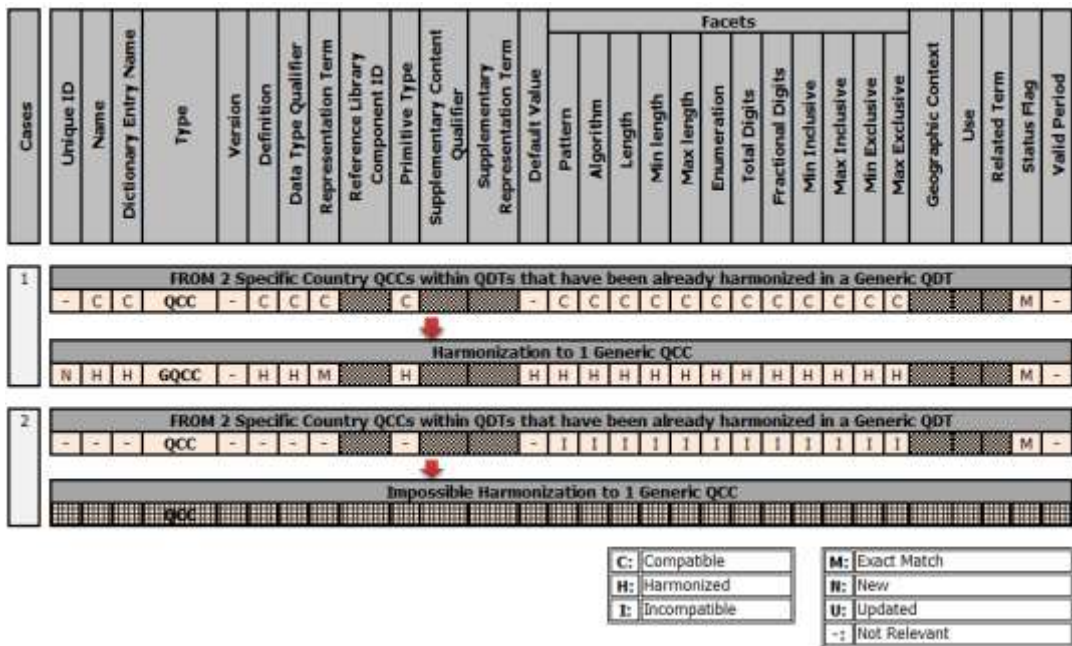 Facets
Cases
Unique ID
Name
Dictionary Entry Name
Type
Version
Definition
Data Type Qualifier
Representation Term
Reference Library
Component ID
Primitive Type
Supplementary Content
Qualifier
Supplementary
Representation Term
Default Value
Pattern
Algorithm
Length
Min length
Max length
Enumeration
Total Digits
Fractional Digits
Min Inclusive
Max Inclusive
Min Exclusive
Max Exclusive
Geographic Context
Use
Related Term
Status Flag
Valid Period
1
FROM 2 Specific Country QCCs within QDTs that have been already harmonized in a Generic QDT
- C C QCC - C C C C - C C C C C C C C C C C C M -
Harmonization to 1 Generic QCC
N H H GQCC - H H M H H H H H H H H H H H H H H M -
2
FROM 2 Specific Country QCCs within QDTs that have been already harmonized in a Generic QDT
- - - QCC - - - - - - I I I I I I I I I I I I M -
Impossible Harmonization to 1 Generic QCC
QCC
C: Compatible
H: Harmonized
I: Incompatible
M: Exact Match
N: New
U: Updated
-: Not Relevant